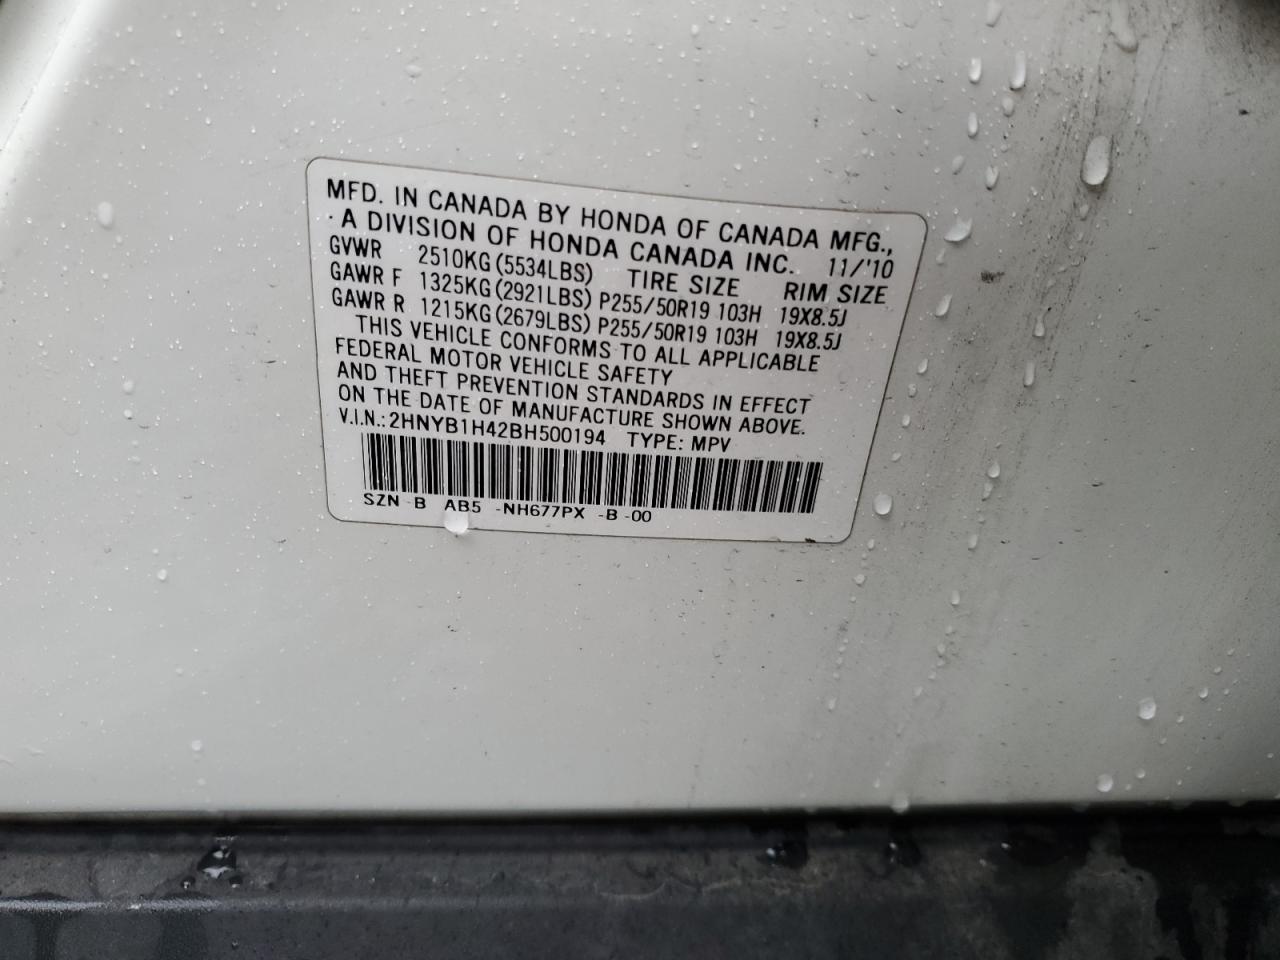 MFD. IN CANADA BY HONDA OF CANADA MFG.,
A DIVISION OF HONDA CANADA INC. 11/'10
GVWR 2510KG (5534LBS) TIRE SIZE RIM SIZE
GAWR F 1325KG (2921LBS) P255/50R19 103H 19X8.5J
GAWR R 1215KG (2679LBS) P255/50R19 103H 19X8.5J
THIS VEHICLE CONFORMS TO ALL APPLICABLE
FEDERAL MOTOR VEHICLE SAFETY
AND THEFT PREVENTION STANDARDS IN EFFECT
ON THE DATE OF MANUFACTURE SHOWN ABOVE.
V.I.N.: 2HNYB1H42BH500194 TYPE: MPV
SZN -B AB5 -NH677PX -B -00